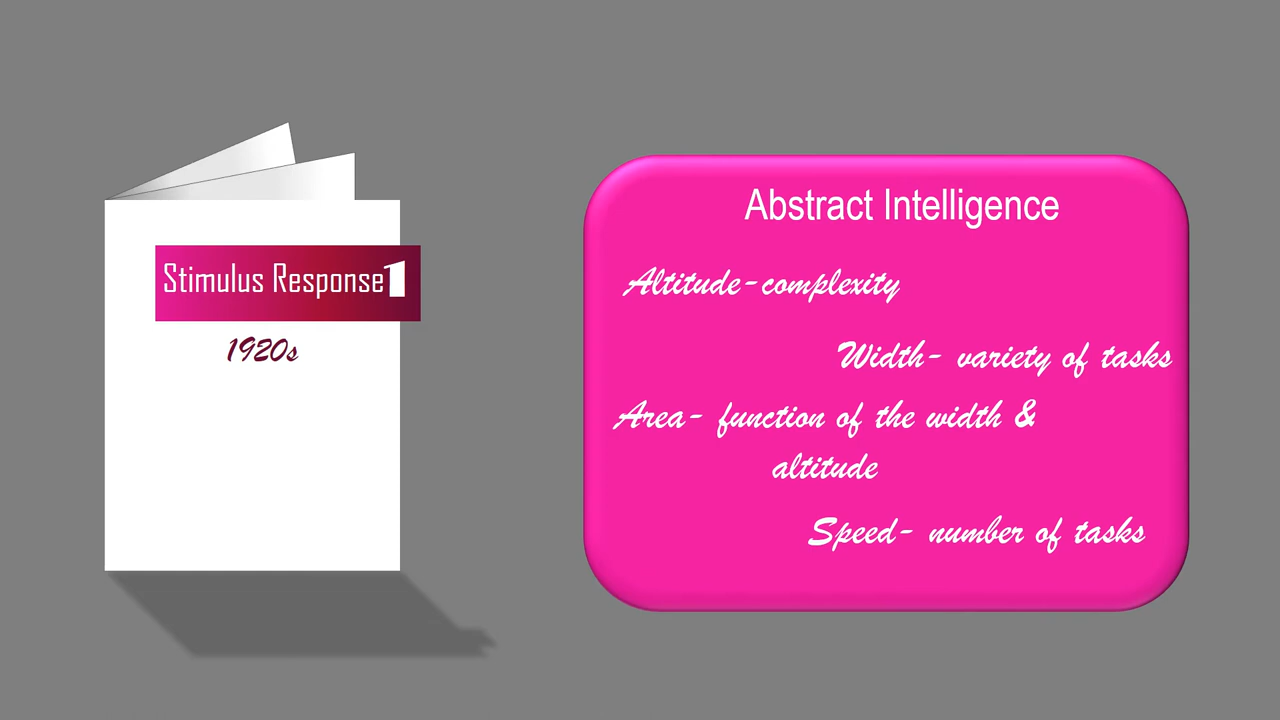 Stimulus Response1
1920s
Abstract Intelligence
Altitude-complexity
Width- variety of tasks
Area- function of the width &
altitude
Speed- number of tasks